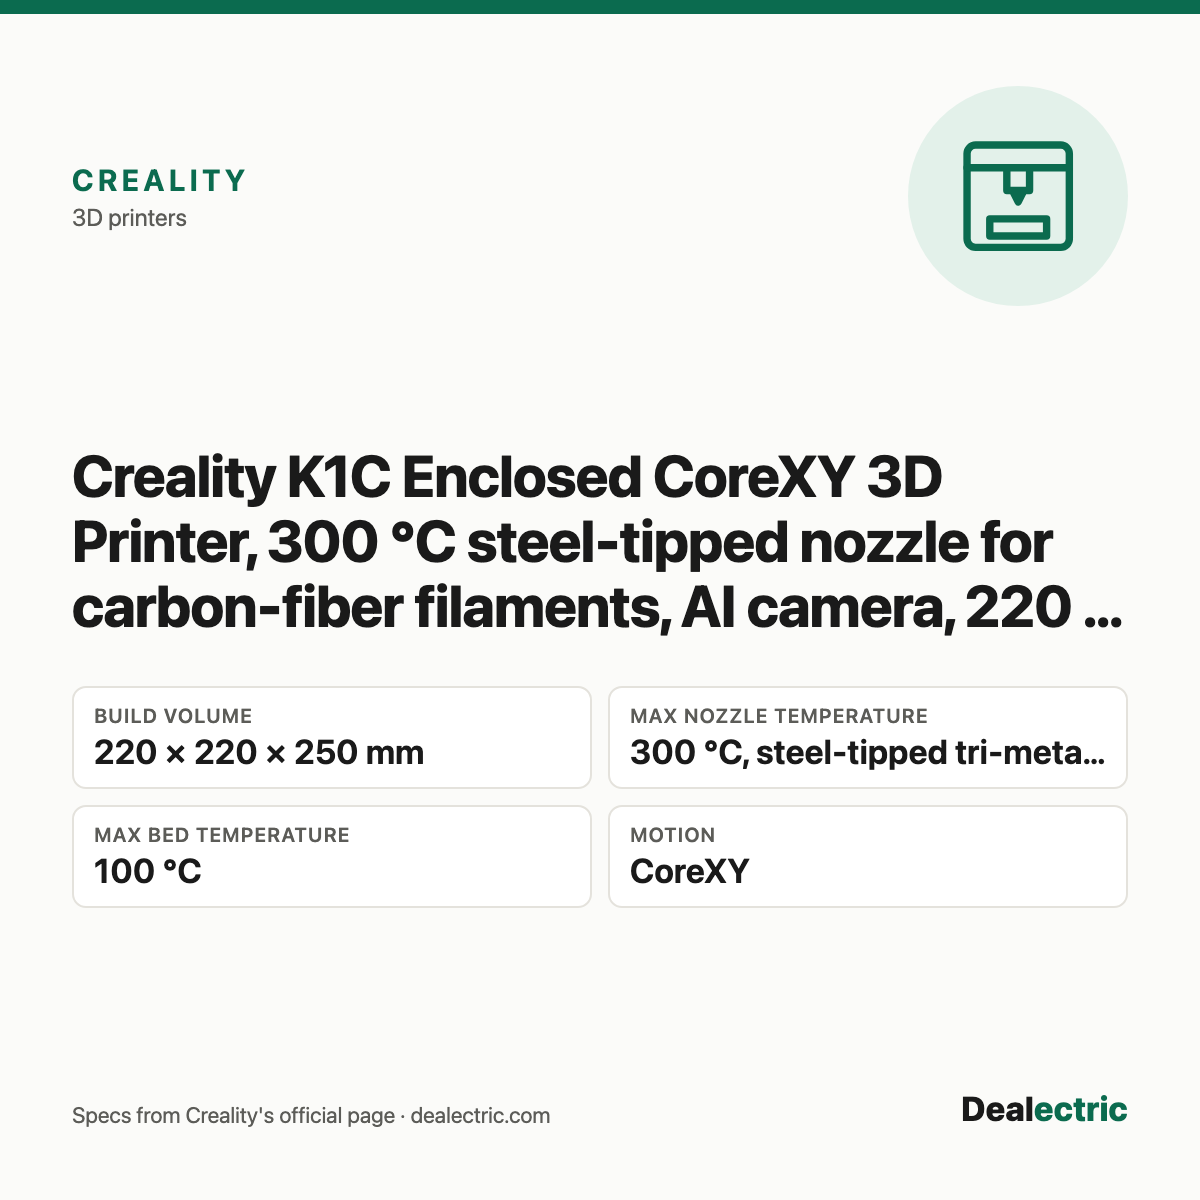 CREALITY
3D printers
Creality K1C Enclosed CoreXY 3D
Printer, 300 °C steel-tipped nozzle for
carbon-fiber filaments, AI camera, 220 ...
BUILD VOLUME
220 × 220 × 250 mm
MAX NOZZLE TEMPERATURE
300 °C, steel-tipped tri-meta...
MAX BED TEMPERATURE
100 °C
MOTION
CoreXY
Specs from Creality's official page · dealectric.com
Dealectric